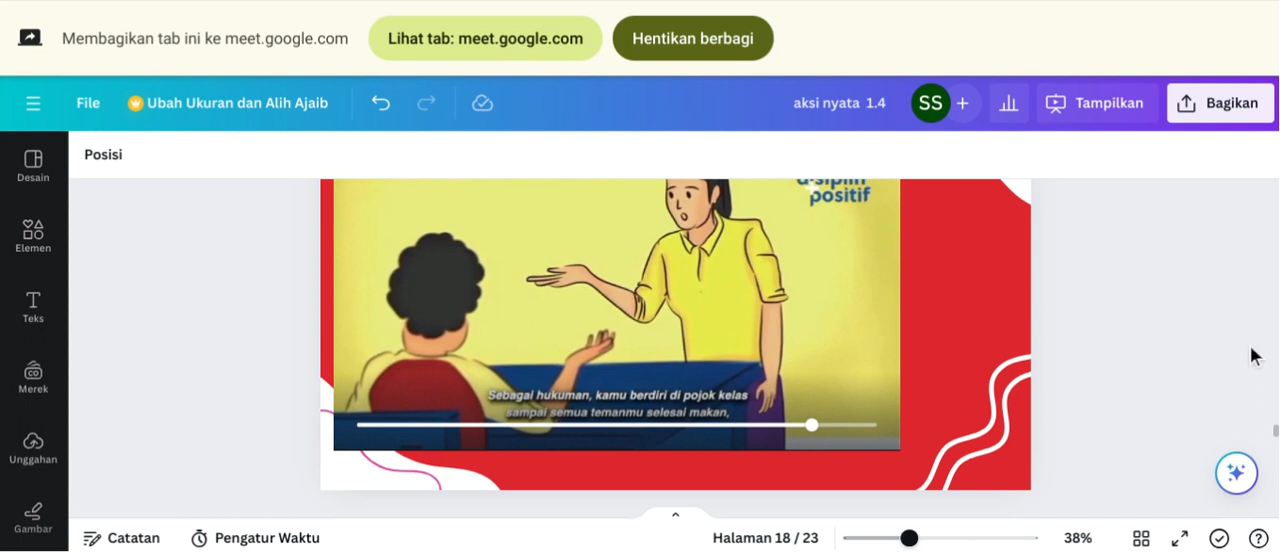 Membagikan tab ini ke meet.google.com
Lihat tab: meet.google.com
Hentikan berbagi
File
Ubah Ukuran dan Alih Ajaib
aksi nyata 1.4
SS
+
Tampilkan
Bagikan
Posisi
Desain
Elemen
Teks
Merek
Unggahan
Gambar
disiplin
positif
Sebagai hukuman, kamu berdiri di pojok kelas
sampai semua temanmu selesai makan,
Catatan
Pengatur Waktu
Halaman 18 / 23
38%